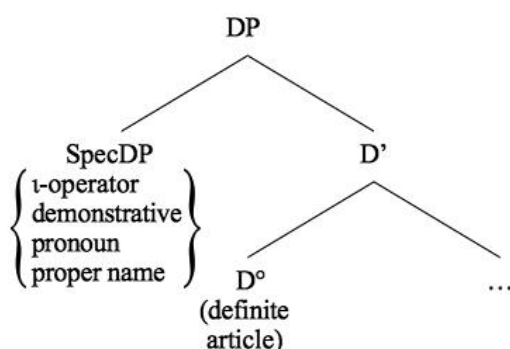 DP
SpecDP
D’
ι-operator
demonstrative
pronoun
proper name
D°
(definite
article)
...